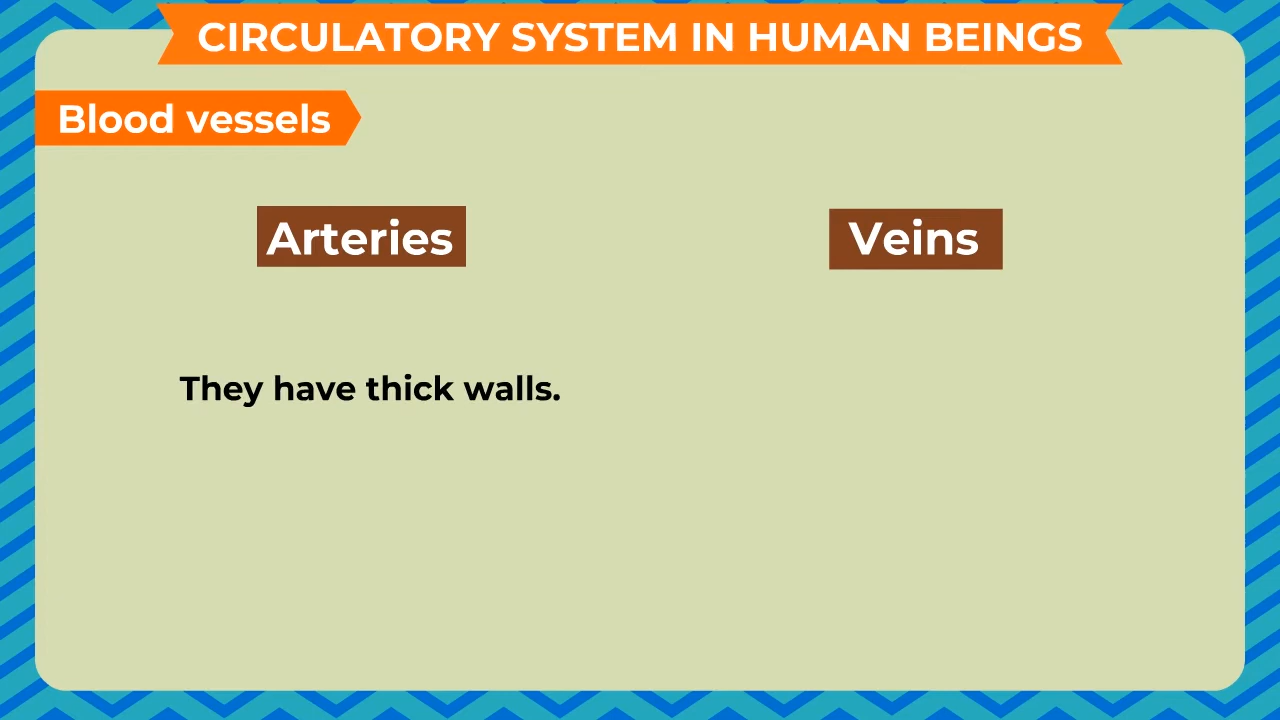 CIRCULATORY SYSTEM IN HUMAN BEINGS
Blood vessels
Arteries
Veins
They have thick walls.